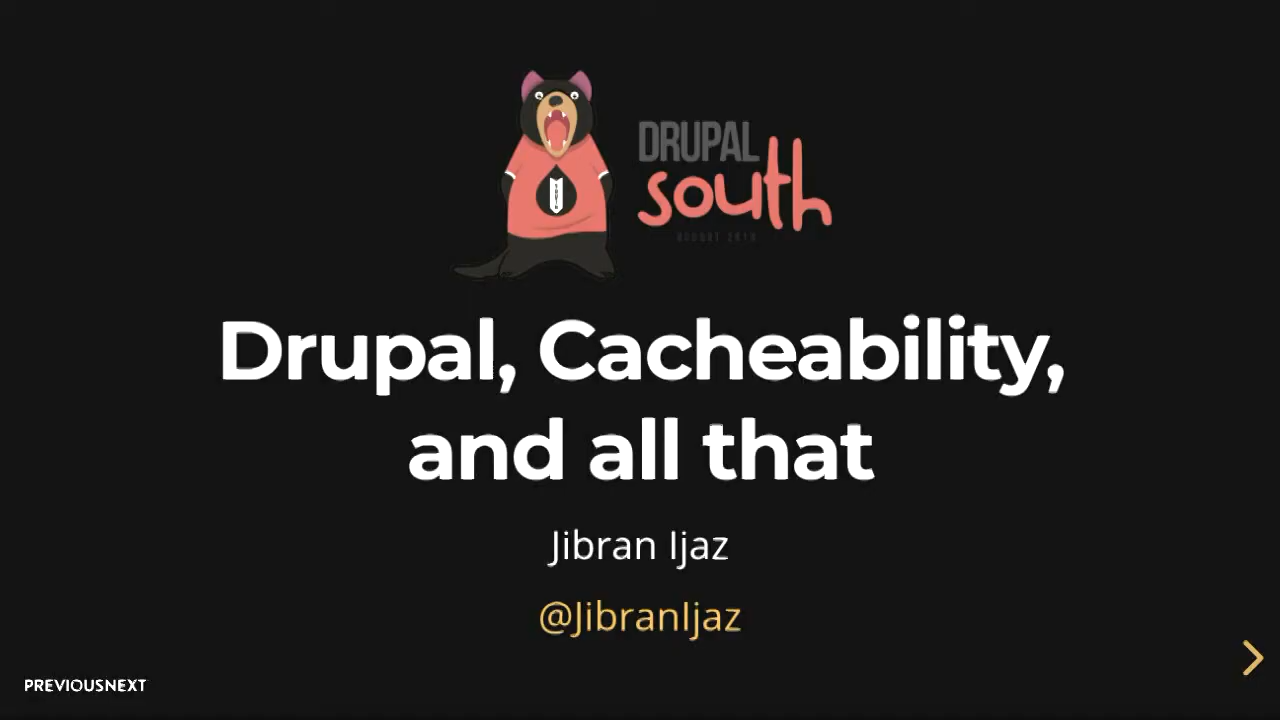 DRUPAL
south
Drupal, Cacheability,
and all that
Jibran Ijaz
@JibranIjaz
PREVIOUSNEXT